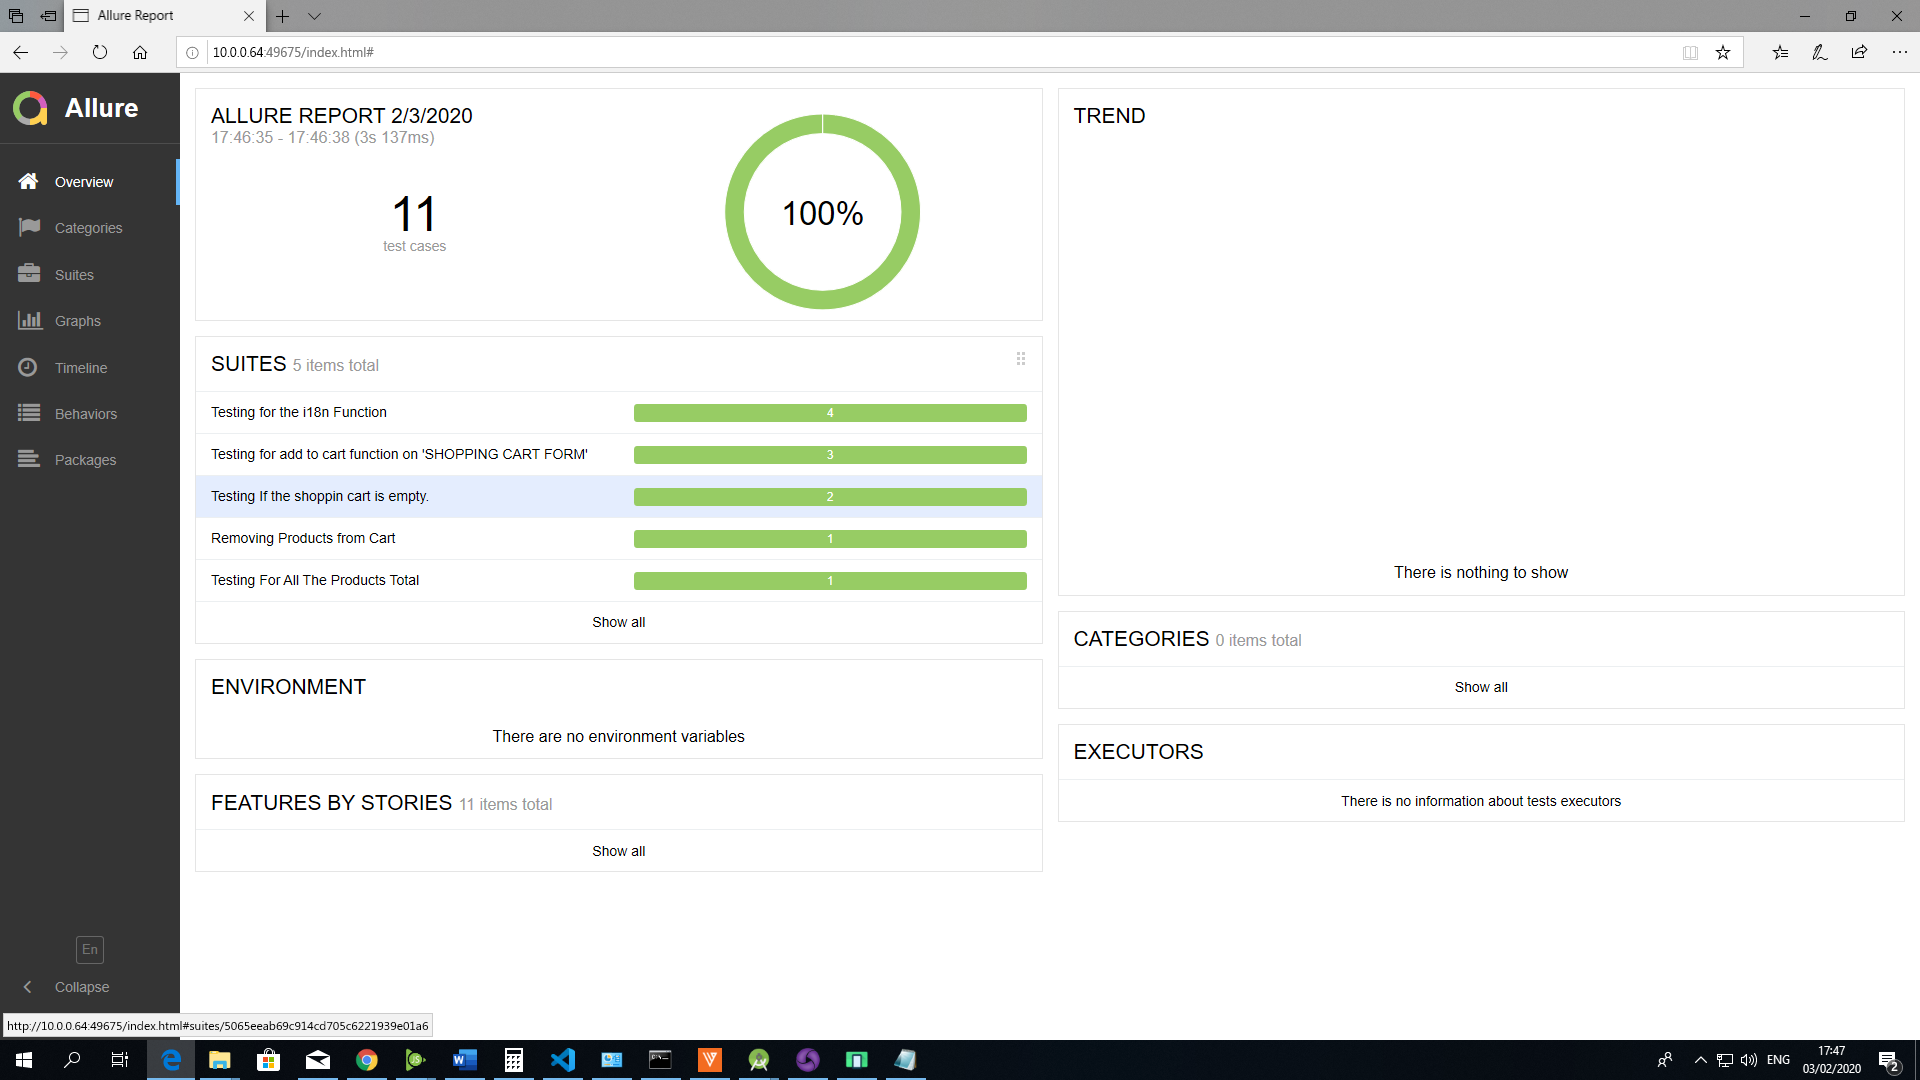 Allure Report
10.0.0.64:49675/index.html#
Allure
Overview
Categories
Suites
Graphs
Timeline
Behaviors
Packages
En
Collapse
ALLURE REPORT 2/3/2020
17:46:35 - 17:46:38 (3s 137ms)
11
test cases
100%
SUITES 5 items total
Testing for the i18n Function 4
Testing for add to cart function on 'SHOPPING CART FORM' 3
Testing If the shoppin cart is empty. 2
Removing Products from Cart 1
Testing For All The Products Total 1
Show all
ENVIRONMENT
There are no environment variables
FEATURES BY STORIES 11 items total
Show all
TREND
There is nothing to show
CATEGORIES 0 items total
Show all
EXECUTORS
There is no information about tests executors
http://10.0.0.64:49675/index.html#suites/5065eeab69c914cd705c6221939e01a6
ENG
17:47
03/02/2020
2